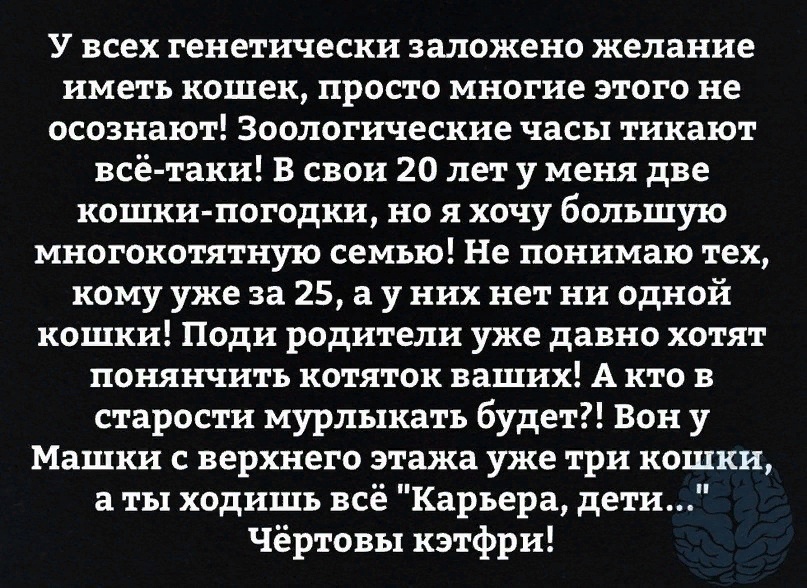 У всех генетически заложено желание
иметь кошек, просто многие этого не
осознают! Зоологические часы тикают
всё-таки! В свои 20 лет у меня две
кошки-погодки, но я хочу большую
многокотятную семью! Не понимаю тех,
кому уже за 25, а у них нет ни одной
кошки! Поди родители уже давно хотят
понянчить котяток ваших! А кто в
старости мурлыкать будет?! Вон у
Машки с верхнего этажа уже три кошки,
а ты ходишь всё "Карьера, дети..."
Чёртовы кэтфри!